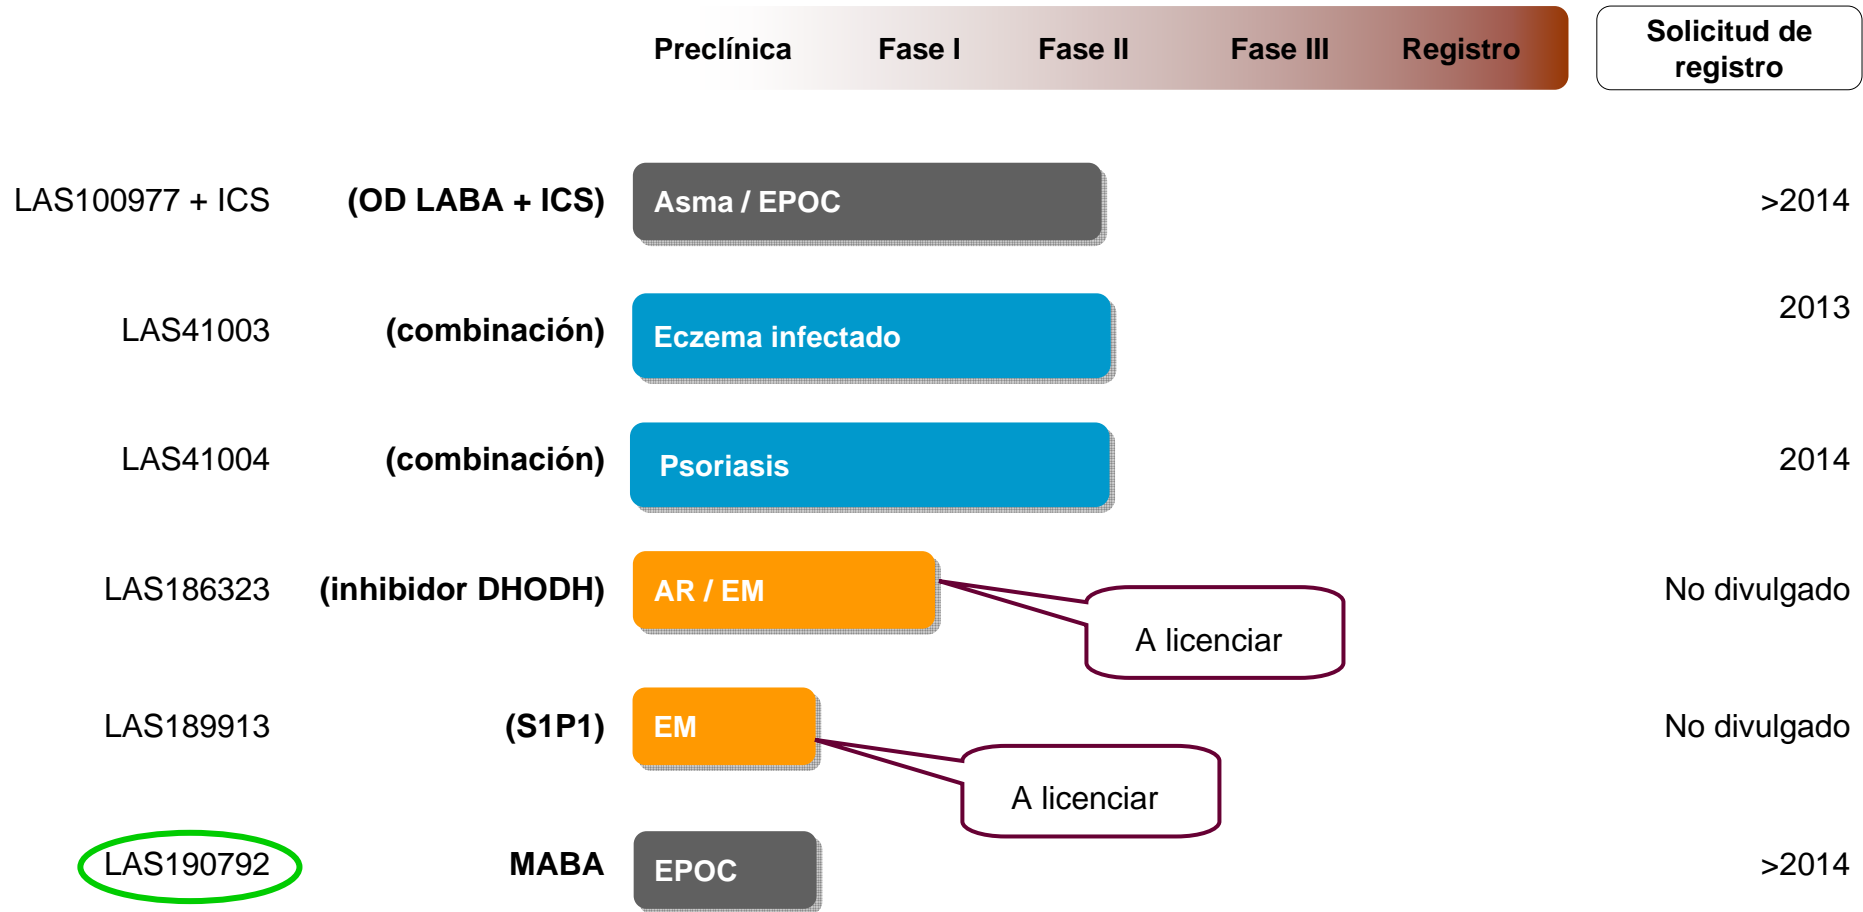 Preclínica Fase I Fase II Fase III Registro Solicitud de
registro
LAS100977 + ICS (OD LABA + ICS) Asma / EPOC >2014
LAS41003 (combinación) Eczema infectado 2013
LAS41004 (combinación) Psoriasis 2014
LAS186323 (inhibidor DHODH) AR / EM No divulgado
A licenciar
LAS189913 (S1P1) EM No divulgado
A licenciar
LAS190792 MABA EPOC >2014